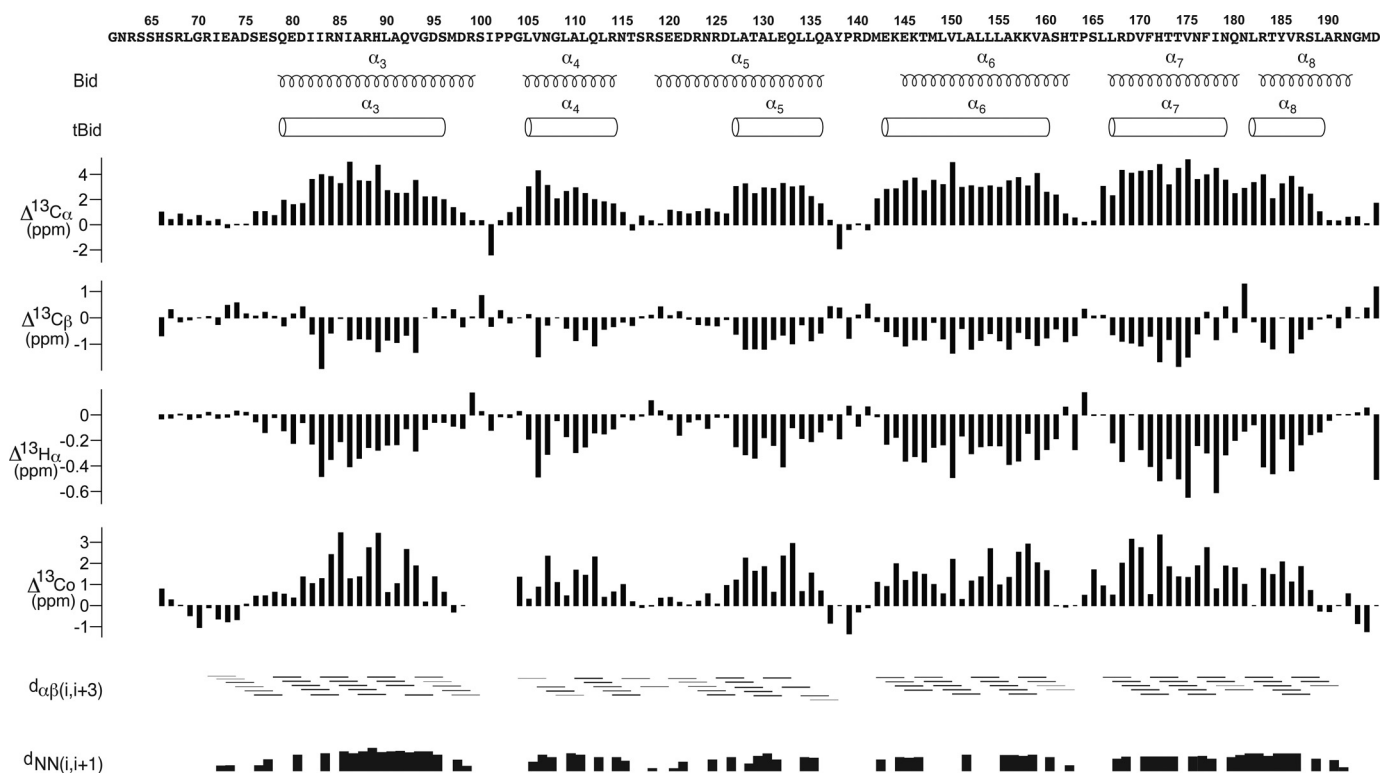 65 70 75 80 85 90 95 100 105 110 115 120 125 130 135 140 145 150 155 160 165 170 175 180 185 190
GNRSSHSRLGRIEADSESQEDIIRNIARHLAQVGDSMDRSIPPGLVNGLALQLRNTSRSEEDRNRDLATALEQLLQAYPRDMEKEKTMLVLALLLAKKVASHTPSLLRDVFHTTVNFINQNLRTYVRSLARNGMD
α3 α4 α5 α6 α7 α8
Bid
α3 α4 α5 α6 α7 α8
tBid
4
2
0
-2
Δ13Cα
(ppm)
1
0
-1
Δ13Cβ
(ppm)
0
-0.2
-0.4
-0.6
Δ13Hα
(ppm)
3
2
1
0
-1
Δ13Co
(ppm)
dαβ(i,i+3)
dNN(i,i+1)